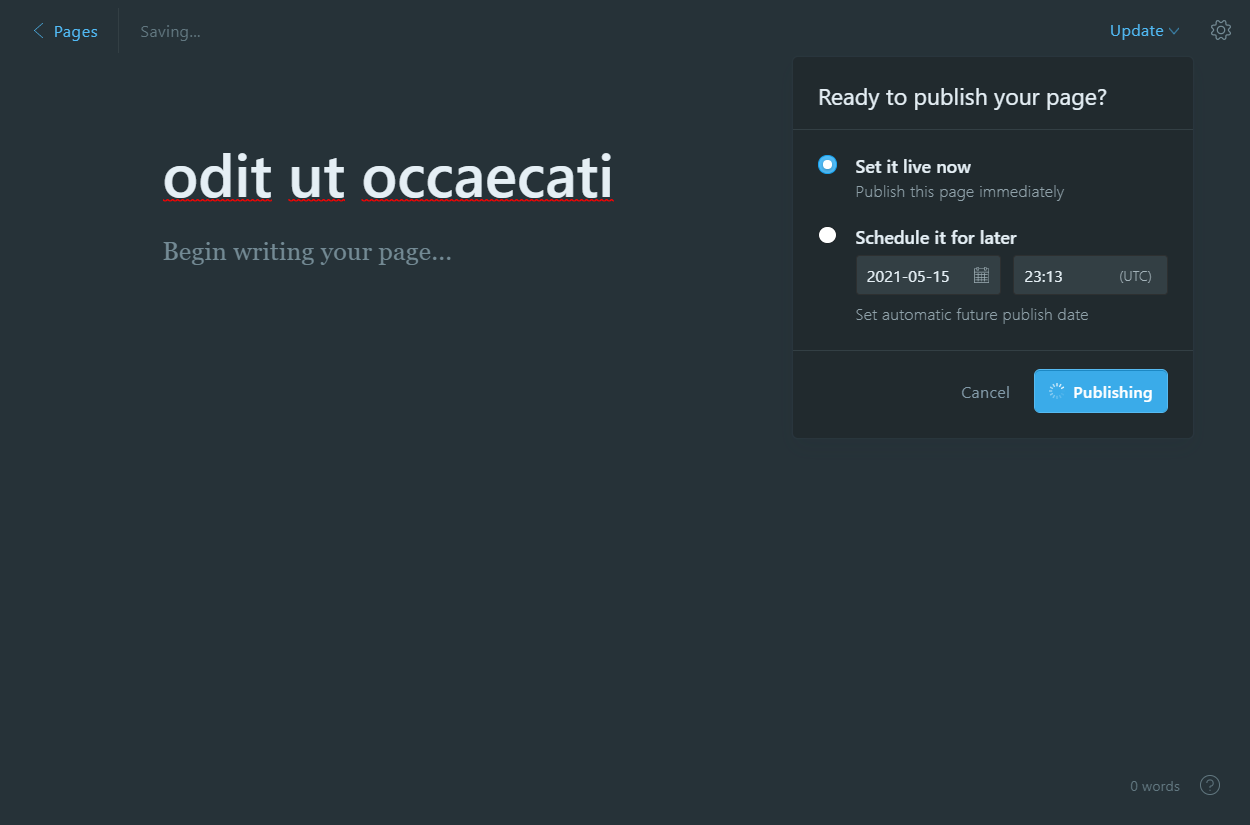 Pages
Saving...
Update
Ready to publish your page?
odit ut occaecati
Begin writing your page...
Set it live now
Publish this page immediately
Schedule it for later
2021-05-15
23:13 (UTC)
Set automatic future publish date
Cancel
Publishing
0 words
?